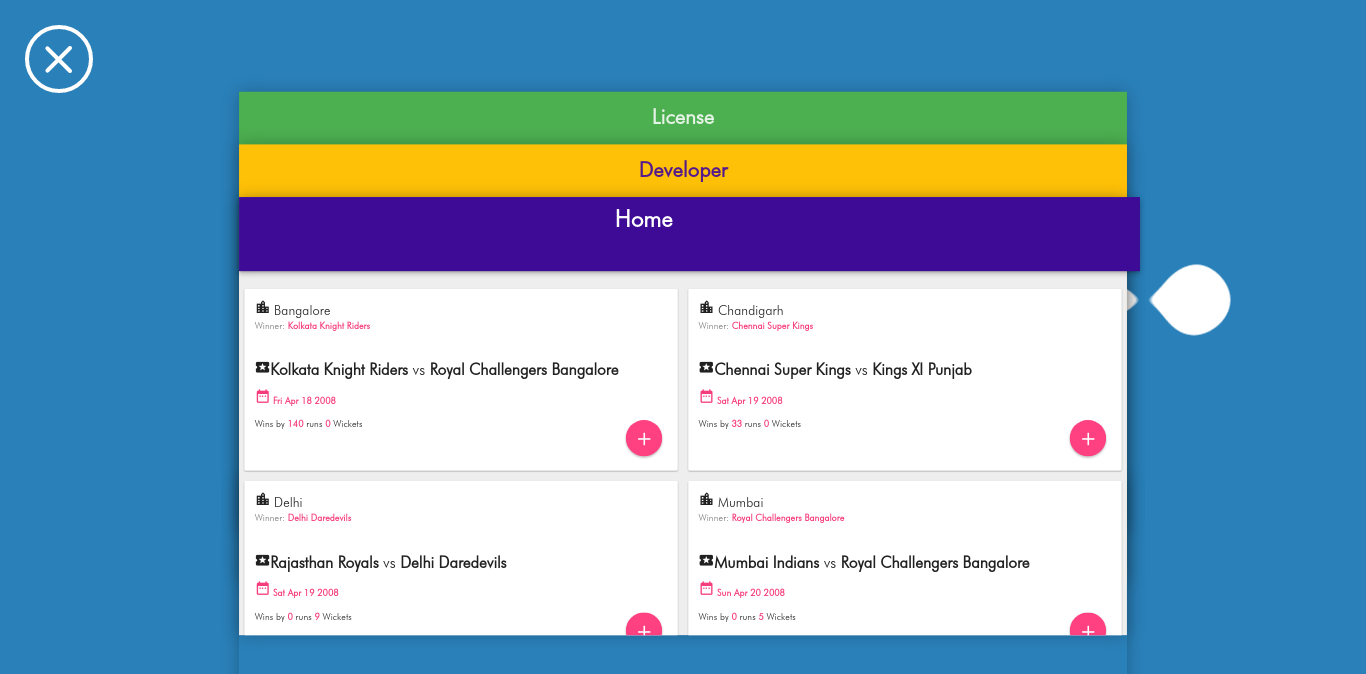 License
Developer
Home
Bangalore
Winner: Kolkata Knight Riders
Kolkata Knight Riders vs Royal Challengers Bangalore
Fri Apr 18 2008
Wins by 140 runs 0 Wickets
Chandigarh
Winner: Chennai Super Kings
Chennai Super Kings vs Kings XI Punjab
Sat Apr 19 2008
Wins by 33 runs 0 Wickets
Delhi
Winner: Delhi Daredevils
Rajasthan Royals vs Delhi Daredevils
Sat Apr 19 2008
Wins by 0 runs 9 Wickets
Mumbai
Winner: Royal Challengers Bangalore
Mumbai Indians vs Royal Challengers Bangalore
Sun Apr 20 2008
Wins by 0 runs 5 Wickets